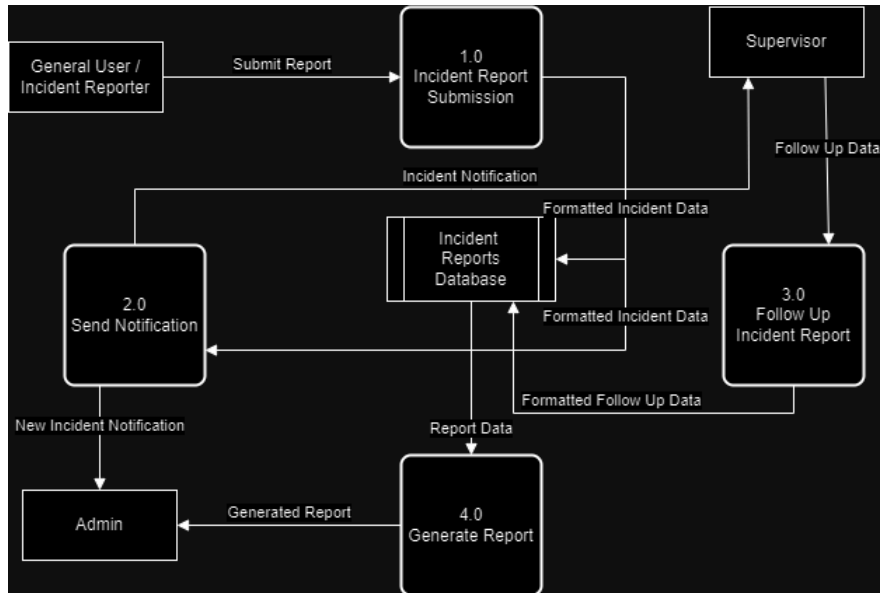 General User /
Incident Reporter
Submit Report
1.0
Incident Report
Submission
Supervisor
Follow Up Data
Incident Notification
Formatted Incident Data
Incident
Reports
Database
2.0
Send Notification
Formatted Incident Data
3.0
Follow Up
Incident Report
Formatted Follow Up Data
New Incident Notification
Report Data
Admin
Generated Report
4.0
Generate Report